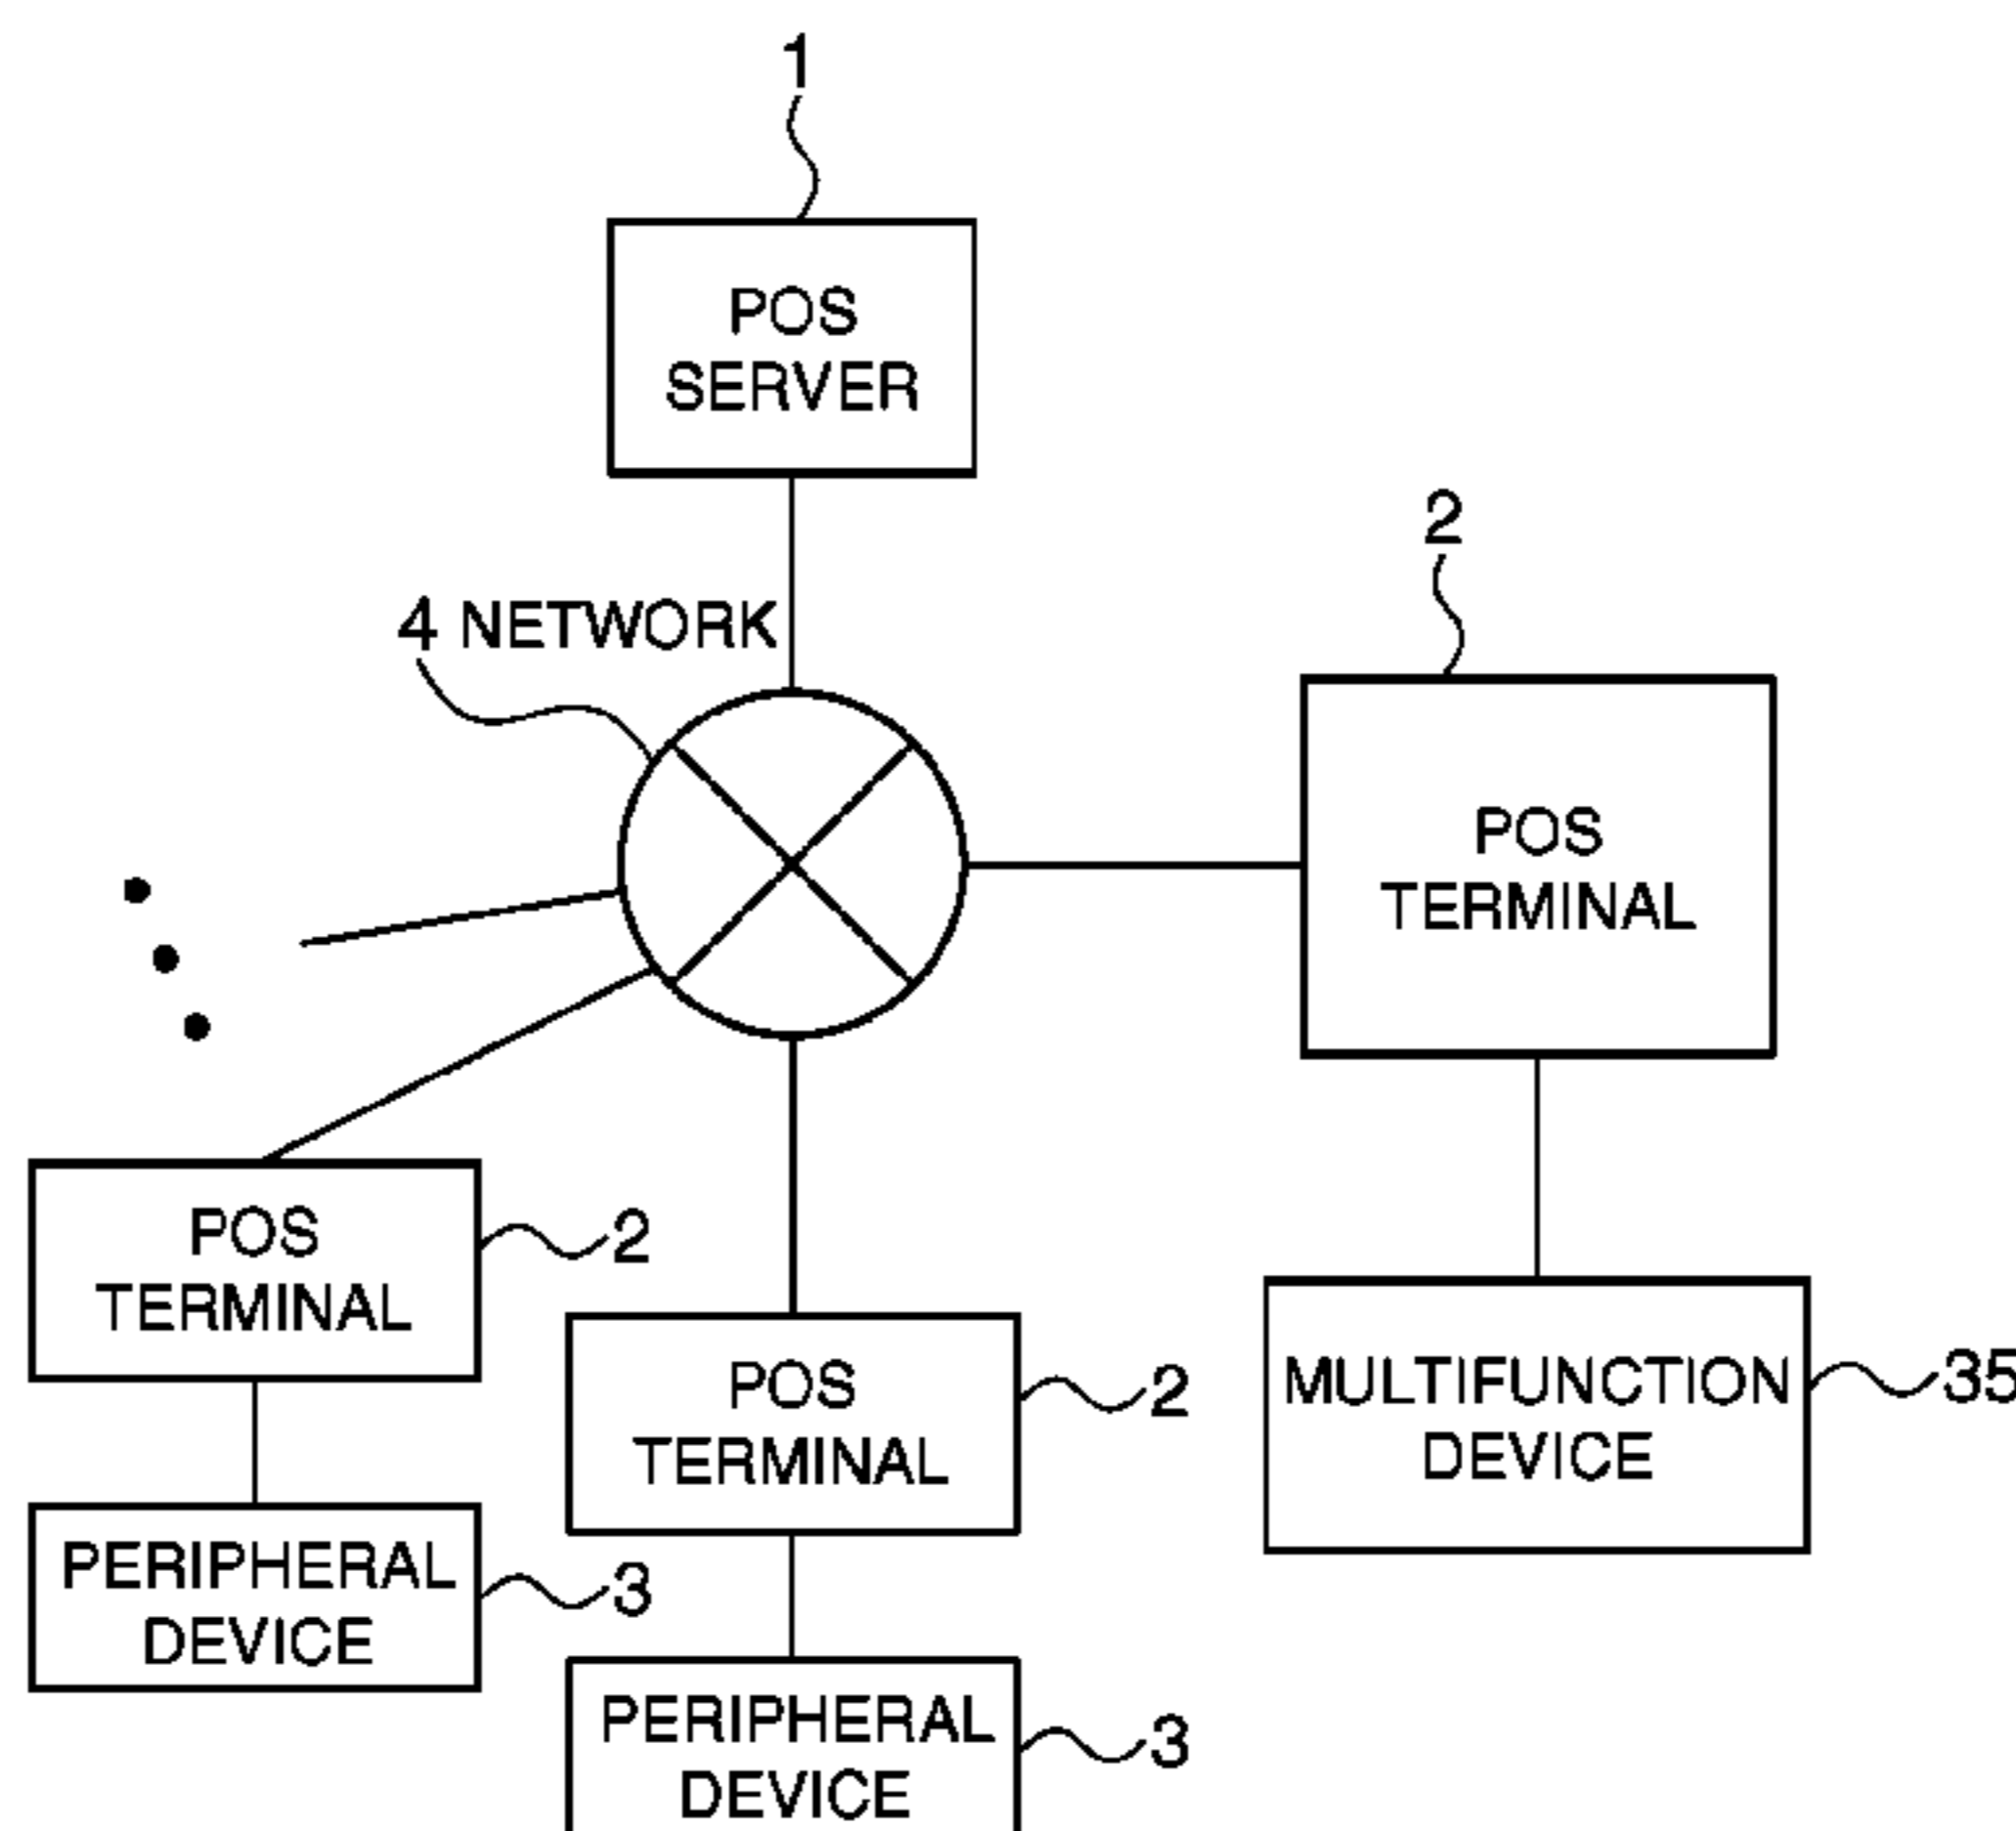 1
POS
SERVER
2
4 NETWORK
POS
TERMINAL
POS
TERMINAL
2
POS
TERMINAL
2
MULTIFUNCTION
DEVICE
35
PERIPHERAL
DEVICE
3
PERIPHERAL
DEVICE
3